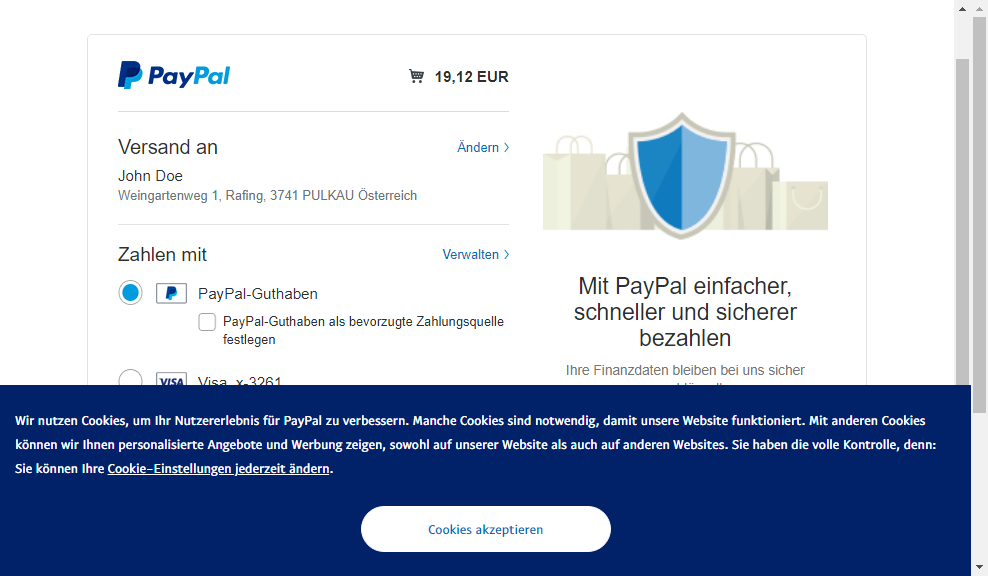 PayPal
19,12 EUR
Versand an
Ändern
John Doe
Weingartenweg 1, Rafing, 3741 PULKAU Österreich
Zahlen mit
Verwalten
PayPal-Guthaben
PayPal-Guthaben als bevorzugte Zahlungsquelle
festlegen
VISA
Visa x-3261
Mit PayPal einfacher,
schneller und sicherer
bezahlen
Ihre Finanzdaten bleiben bei uns sicher
Wir nutzen Cookies, um Ihr Nutzererlebnis für PayPal zu verbessern. Manche Cookies sind notwendig, damit unsere Website funktioniert. Mit anderen Cookies
können wir Ihnen personalisierte Angebote und Werbung zeigen, sowohl auf unserer Website als auch auf anderen Websites. Sie haben die volle Kontrolle, denn:
Sie können Ihre Cookie-Einstellungen jederzeit ändern.
Cookies akzeptieren